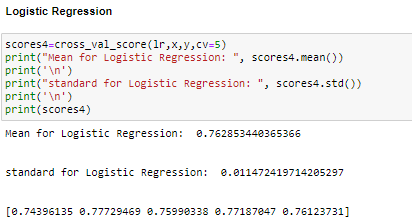 Logistic Regression
scores4=cross_val_score(lr,x,y,cv=5)
print("Mean for Logistic Regression: ", scores4.mean())
print('\n')
print("standard for Logistic Regression: ", scores4.std())
print('\n')
print(scores4)
Mean for Logistic Regression:  0.762853440365366
standard for Logistic Regression:  0.011472419714205297
[0.74396135 0.77729469 0.75990338 0.77187047 0.76123731]